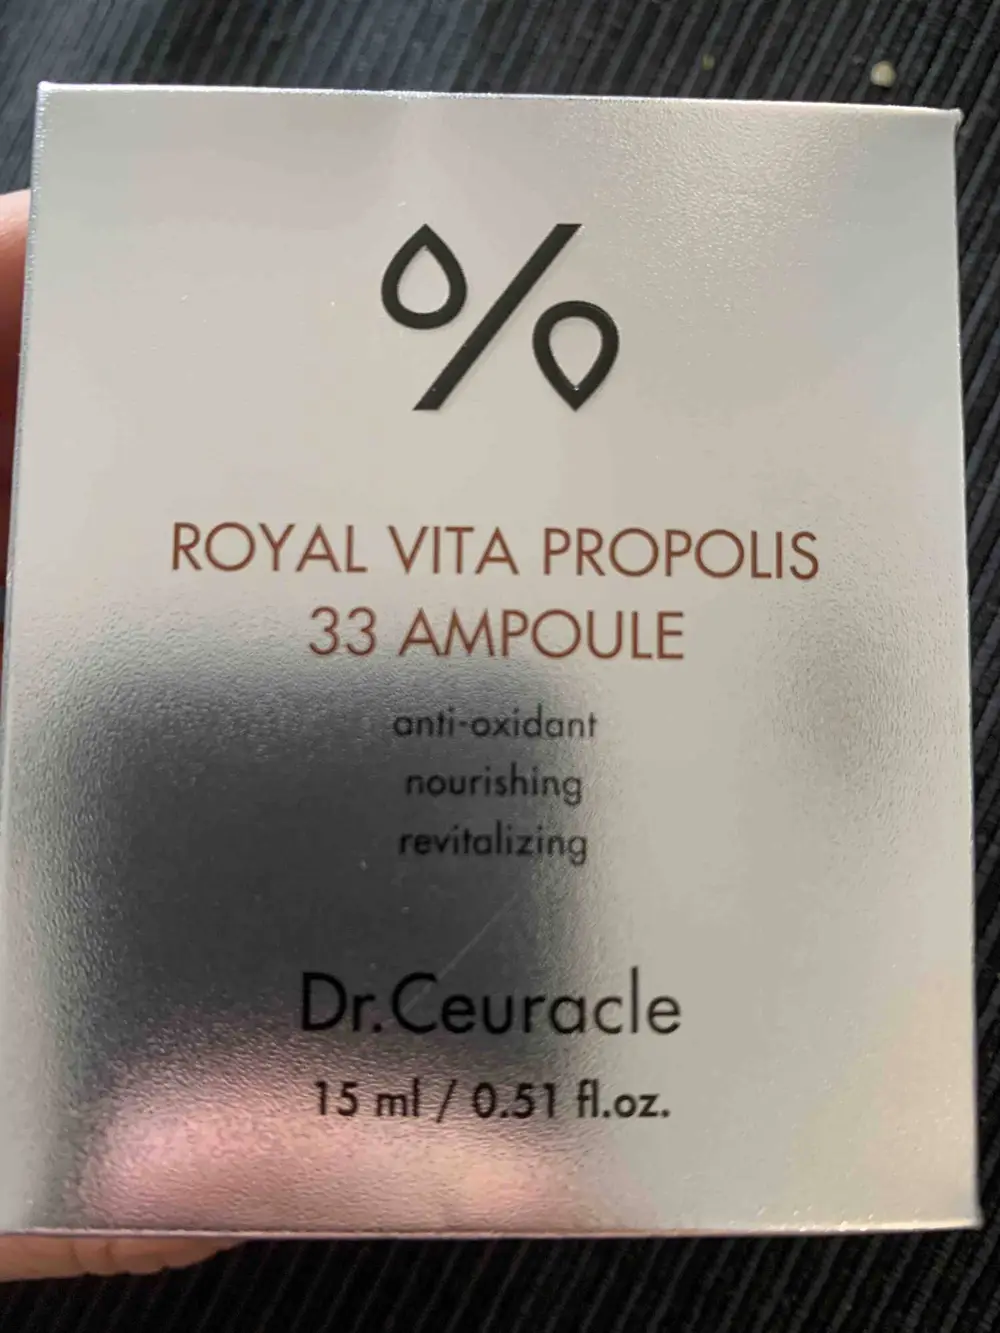 %
ROYAL VITA PROPOLIS
33 AMPOULE
anti-oxidant
nourishing
revitalizing
Dr.Ceuracle
15 ml / 0.51 fl.oz.